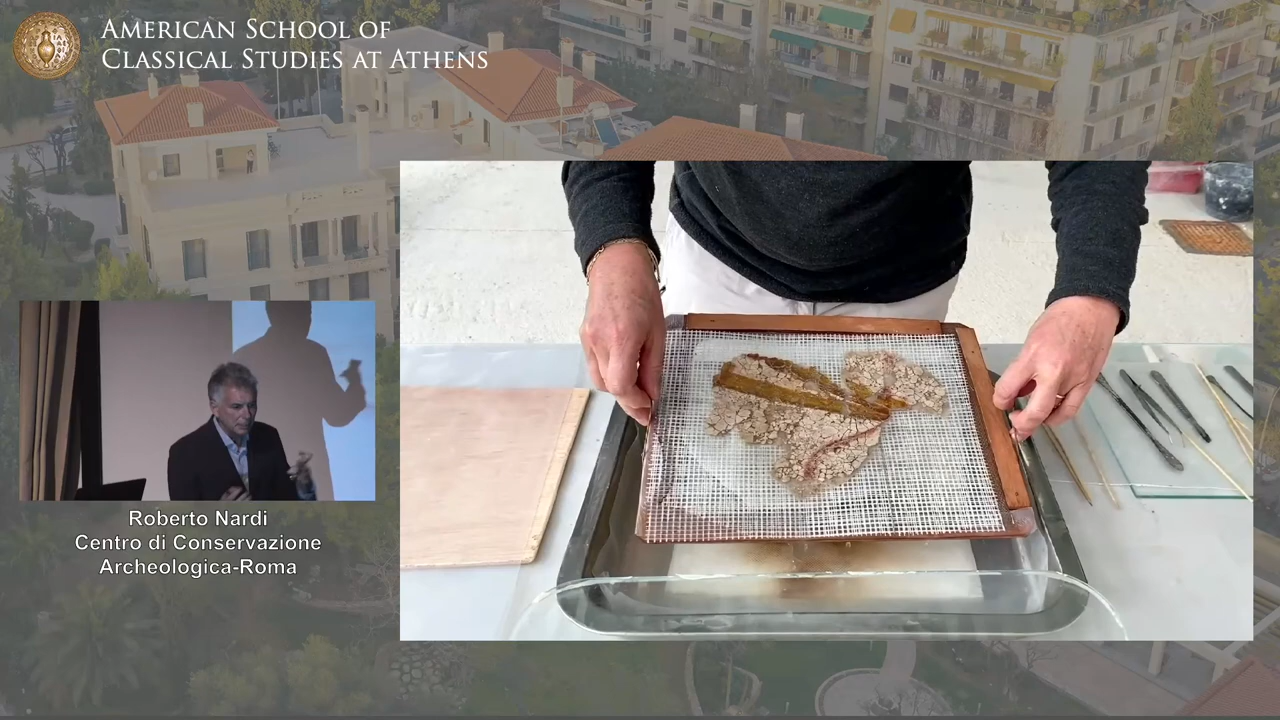 AMERICAN SCHOOL OF
CLASSICAL STUDIES AT ATHENS
Roberto Nardi
Centro di Conservazione
Archeologica-Roma